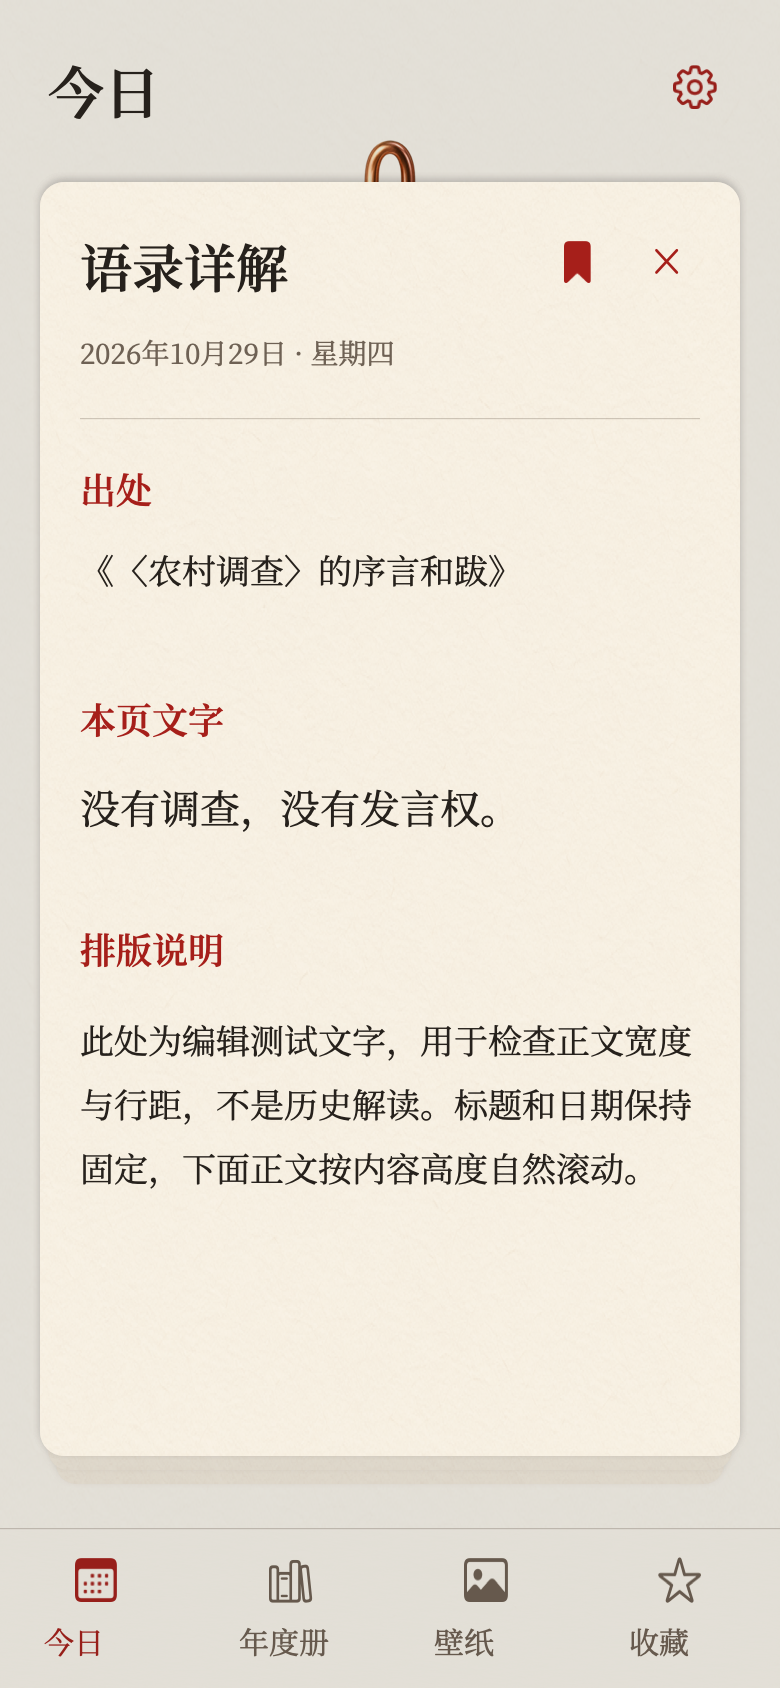 今日
语录详解
2026年10月29日 · 星期四
出处
《〈农村调查〉的序言和跋》
本页文字
没有调查，没有发言权。
排版说明
此处为编辑测试文字，用于检查正文宽度
与行距，不是历史解读。标题和日期保持
固定，下面正文按内容高度自然滚动。
今日
年度册
壁纸
收藏